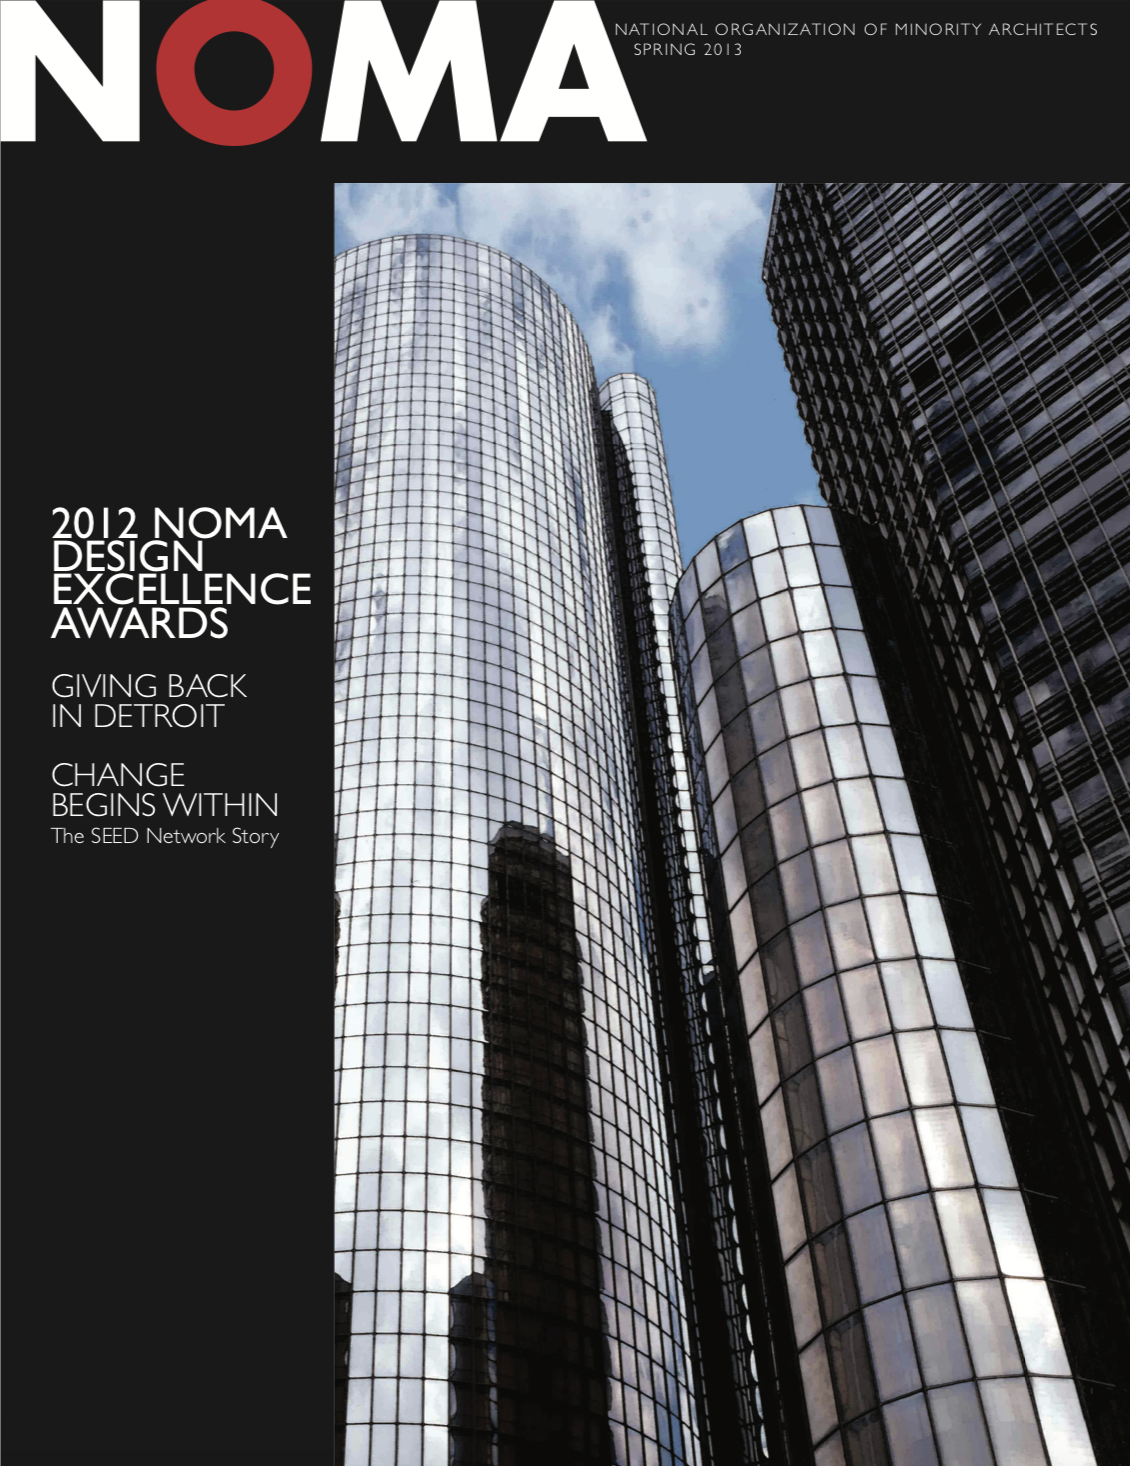 NOMA
NATIONAL ORGANIZATION OF MINORITY ARCHITECTS
SPRING 2013
2012 NOMA
DESIGN
EXCELLENCE
AWARDS
GIVING BACK
IN DETROIT
CHANGE
BEGINS WITHIN
The SEED Network Story